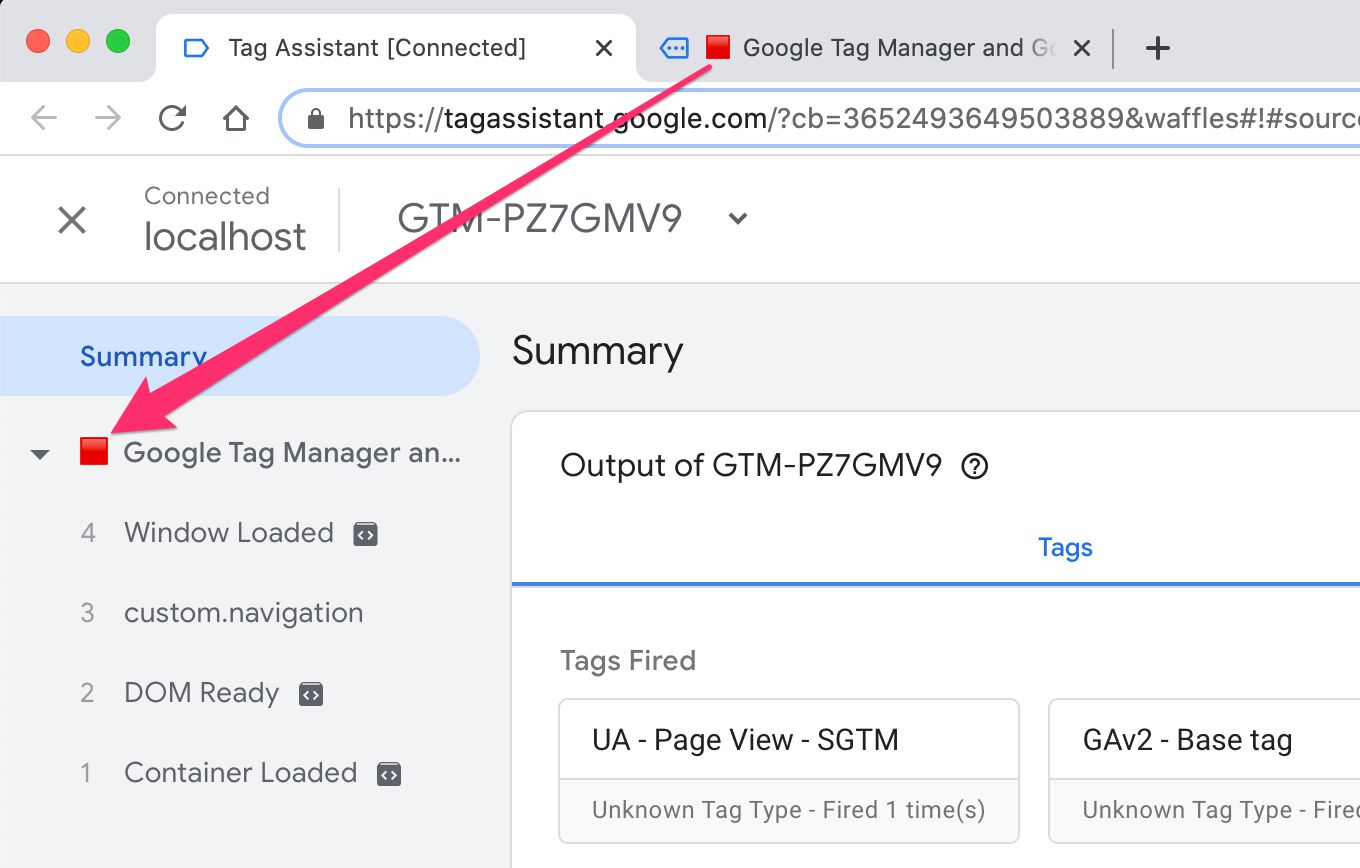 Tag Assistant [Connected]
Google Tag Manager and Go
https://tagassistant.google.com/?cb=3652493649503889&waffles#!#source
Connected
localhost
GTM-PZ7GMV9
Summary
Google Tag Manager an...
4 Window Loaded
3 custom.navigation
2 DOM Ready
1 Container Loaded
Summary
Output of GTM-PZ7GMV9
Tags
Tags Fired
UA - Page View - SGTM
Unknown Tag Type - Fired 1 time(s)
GAv2 - Base tag
Unknown Tag Type - Fired